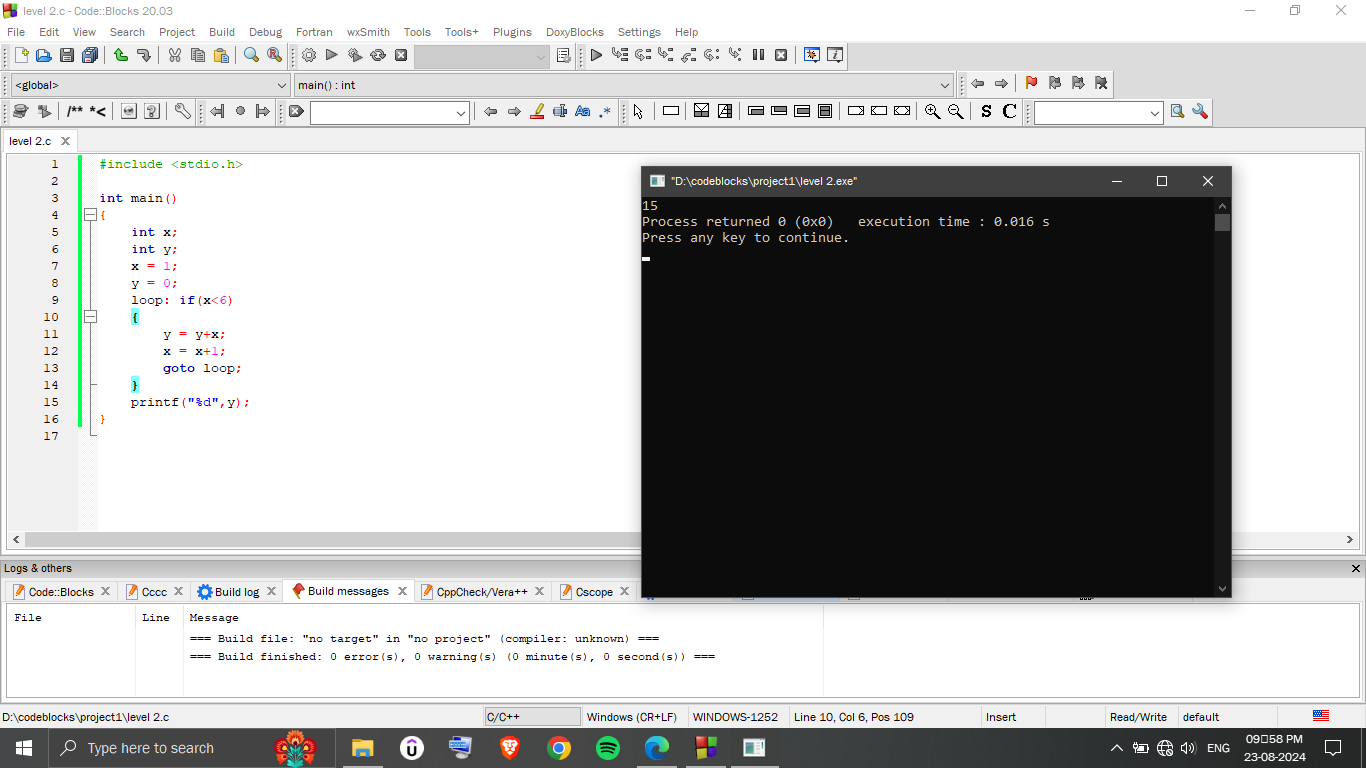 level 2.c - Code::Blocks 20.03
File Edit View Search Project Build Debug Fortran wxSmith Tools Tools+ Plugins DoxyBlocks Settings Help
<global> main() : int
/** *< Aa .* S C
level 2.c
1 #include <stdio.h>
2
3 int main()
4 {
5 int x;
6 int y;
7 x = 1;
8 y = 0;
9 loop: if(x<6)
10 {
11 y = y+x;
12 x = x+1;
13 goto loop;
14 }
15 printf("%d",y);
16 }
17
"D:\codeblocks\project1\level 2.exe"
15
Process returned 0 (0x0)   execution time : 0.016 s
Press any key to continue.
Logs & others
Code::Blocks Cccc Build log Build messages CppCheck/Vera++ Cscope
File Line Message
=== Build file: "no target" in "no project" (compiler: unknown) ===
=== Build finished: 0 error(s), 0 warning(s) (0 minute(s), 0 second(s)) ===
D:\codeblocks\project1\level 2.c C/C++ Windows (CR+LF) WINDOWS-1252 Line 10, Col 6, Pos 109 Insert Read/Write default
Type here to search
ENG
09□58 PM
23-08-2024